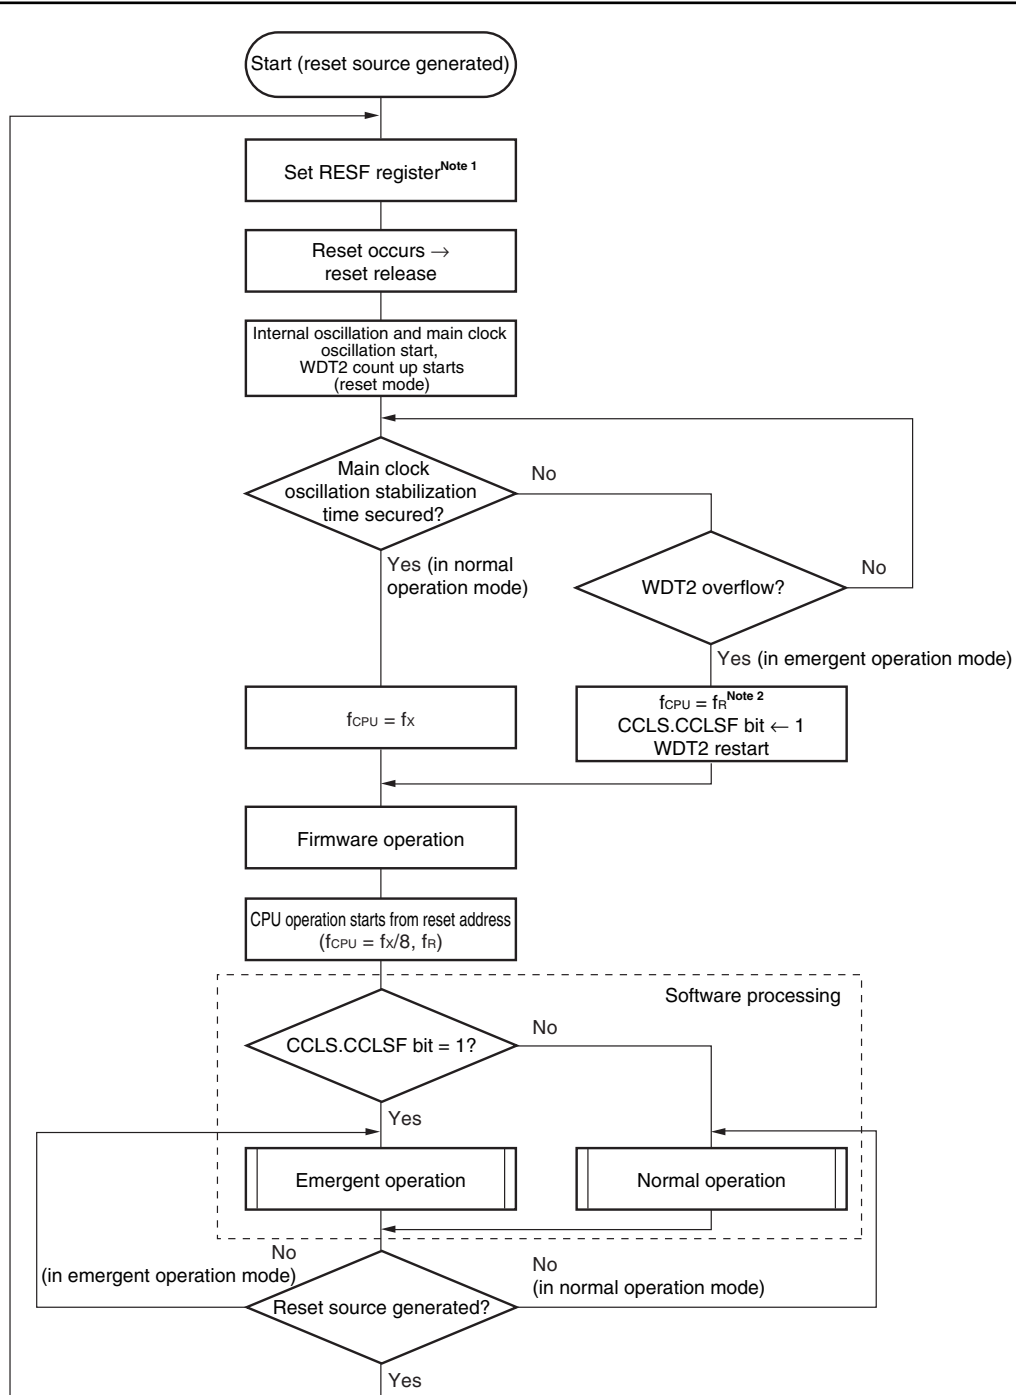 Start (reset source generated)
Set RESF registerNote 1
Reset occurs →
reset release
Internal oscillation and main clock
oscillation start,
WDT2 count up starts
(reset mode)
Main clock
oscillation stabilization
time secured?
No
Yes (in normal
operation mode)
WDT2 overflow?
No
Yes (in emergent operation mode)
fCPU = fX
fCPU = fRNote 2
CCLS.CCLSF bit ← 1
WDT2 restart
Firmware operation
CPU operation starts from reset address
(fCPU = fX/8, fR)
Software processing
CCLS.CCLSF bit = 1?
No
Yes
Emergent operation
Normal operation
No
(in emergent operation mode)
No
(in normal operation mode)
Reset source generated?
Yes